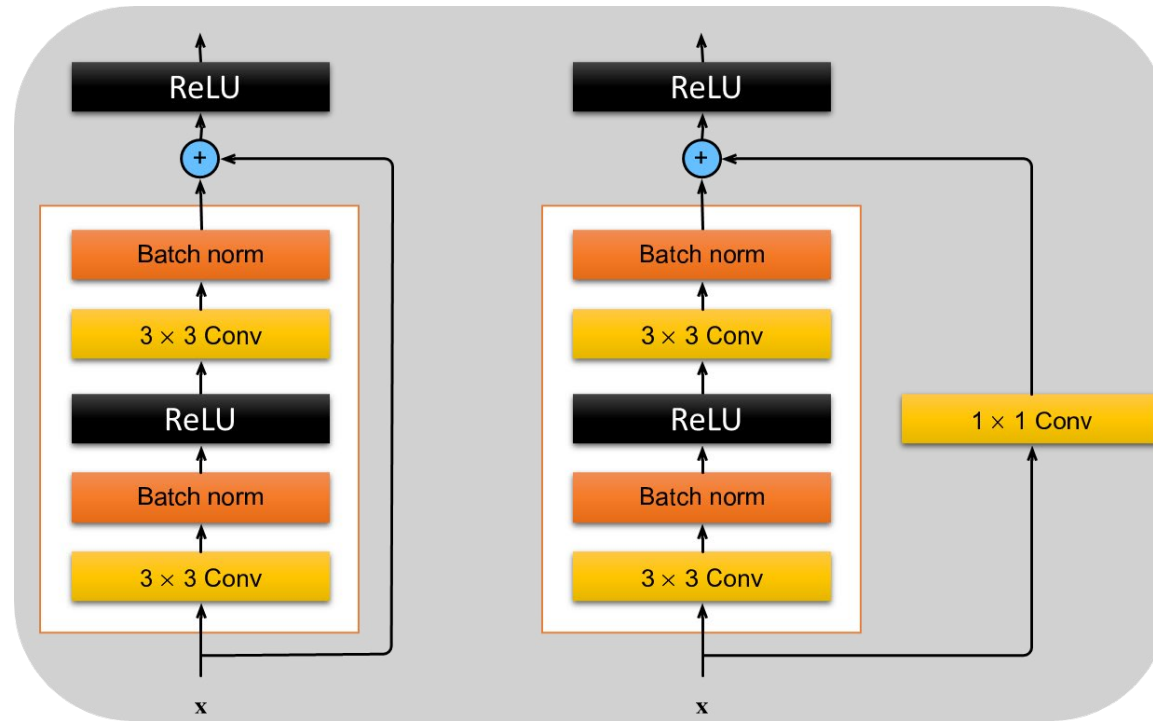 ReLU
+
Batch norm
3 × 3 Conv
ReLU
Batch norm
3 × 3 Conv
x
ReLU
+
Batch norm
3 × 3 Conv
ReLU
1 × 1 Conv
Batch norm
3 × 3 Conv
x